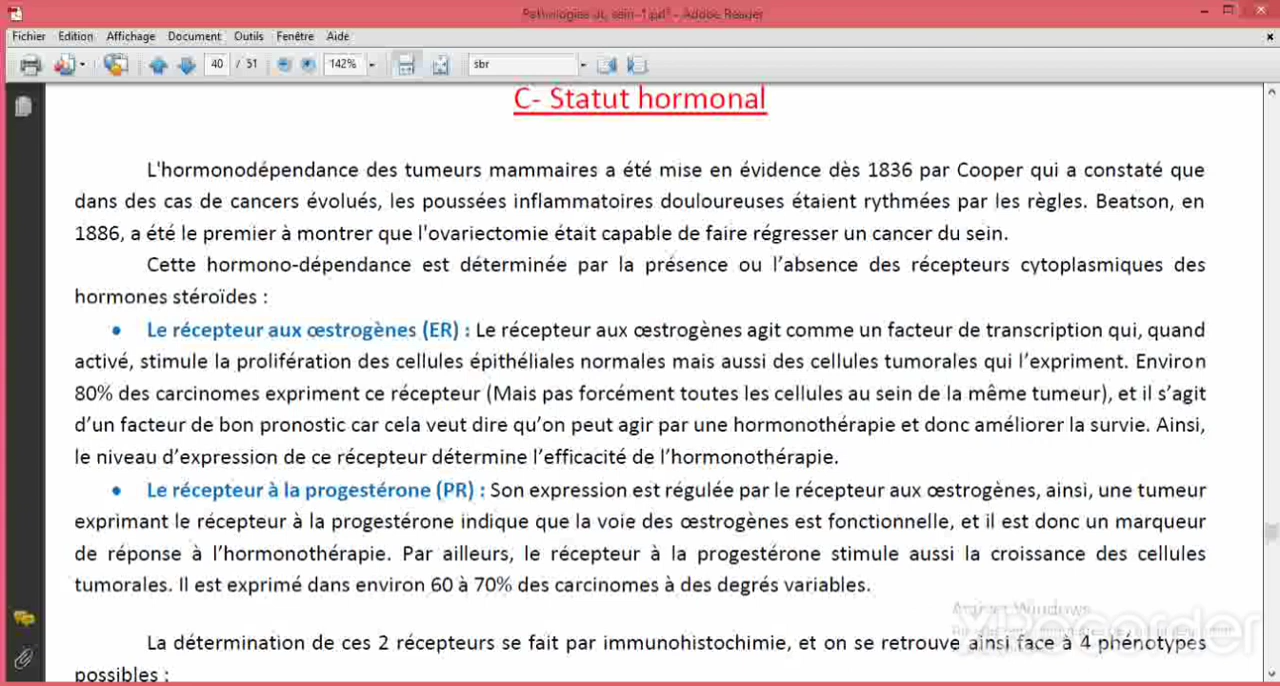 Pathologies du sein-1.pdf - Adobe Reader
Fichier Edition Affichage Document Outils Fenêtre Aide
40 / 51 142% sbr
C- Statut hormonal
L'hormonodépendance des tumeurs mammaires a été mise en évidence dès 1836 par Cooper qui a constaté que
dans des cas de cancers évolués, les poussées inflammatoires douloureuses étaient rythmées par les règles. Beatson, en
1886, a été le premier à montrer que l'ovariectomie était capable de faire régresser un cancer du sein.
Cette hormono-dépendance est déterminée par la présence ou l’absence des récepteurs cytoplasmiques des
hormones stéroïdes :
• Le récepteur aux œstrogènes (ER) : Le récepteur aux œstrogènes agit comme un facteur de transcription qui, quand
activé, stimule la prolifération des cellules épithéliales normales mais aussi des cellules tumorales qui l’expriment. Environ
80% des carcinomes expriment ce récepteur (Mais pas forcément toutes les cellules au sein de la même tumeur), et il s’agit
d’un facteur de bon pronostic car cela veut dire qu’on peut agir par une hormonothérapie et donc améliorer la survie. Ainsi,
le niveau d’expression de ce récepteur détermine l’efficacité de l’hormonothérapie.
• Le récepteur à la progestérone (PR) : Son expression est régulée par le récepteur aux œstrogènes, ainsi, une tumeur
exprimant le récepteur à la progestérone indique que la voie des œstrogènes est fonctionnelle, et il est donc un marqueur
de réponse à l’hormonothérapie. Par ailleurs, le récepteur à la progestérone stimule aussi la croissance des cellules
tumorales. Il est exprimé dans environ 60 à 70% des carcinomes à des degrés variables.
Activer Windows
XRecorder
La détermination de ces 2 récepteurs se fait par immunohistochimie, et on se retrouve ainsi face à 4 phénotypes
possibles :